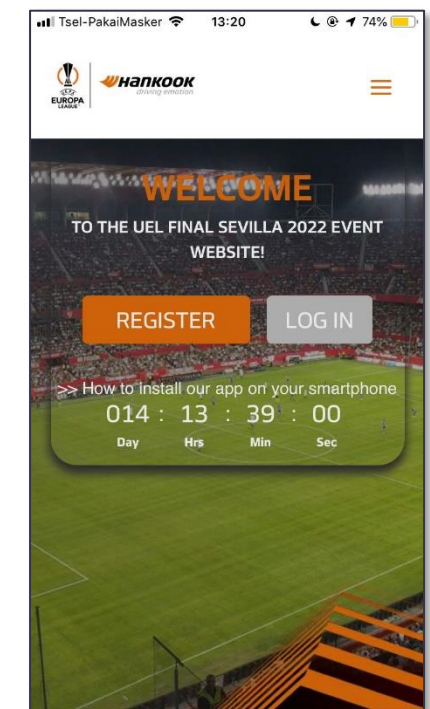 Tsel-PakaiMasker 13:20 74%
EUROPA
LEAGUE
HANKOOK
driving emotion
WELCOME
TO THE UEL FINAL SEVILLA 2022 EVENT
WEBSITE!
REGISTER LOG IN
>> How to install our app on your smartphone
014 : 13 : 39 : 00
Day Hrs Min Sec